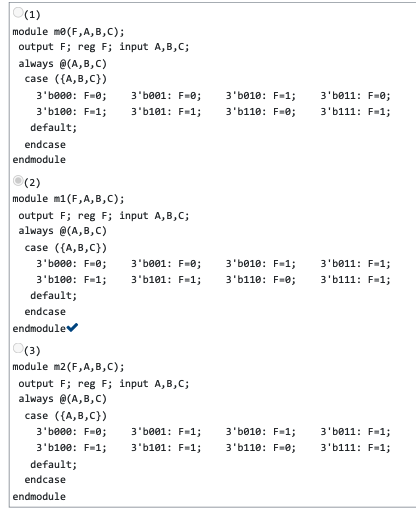 (1)
module m0(F,A,B,C);
output F; reg F; input A,B,C;
always @(A,B,C)
case ({A,B,C})
3'b000: F=0; 3'b001: F=0; 3'b010: F=1; 3'b011: F=0;
3'b100: F=1; 3'b101: F=1; 3'b110: F=0; 3'b111: F=1;
default;
endcase
endmodule
(2)
module m1(F,A,B,C);
output F; reg F; input A,B,C;
always @(A,B,C)
case ({A,B,C})
3'b000: F=0; 3'b001: F=0; 3'b010: F=1; 3'b011: F=1;
3'b100: F=1; 3'b101: F=1; 3'b110: F=0; 3'b111: F=1;
default;
endcase
endmodule
(3)
module m2(F,A,B,C);
output F; reg F; input A,B,C;
always @(A,B,C)
case ({A,B,C})
3'b000: F=0; 3'b001: F=1; 3'b010: F=1; 3'b011: F=1;
3'b100: F=1; 3'b101: F=1; 3'b110: F=0; 3'b111: F=1;
default;
endcase
endmodule